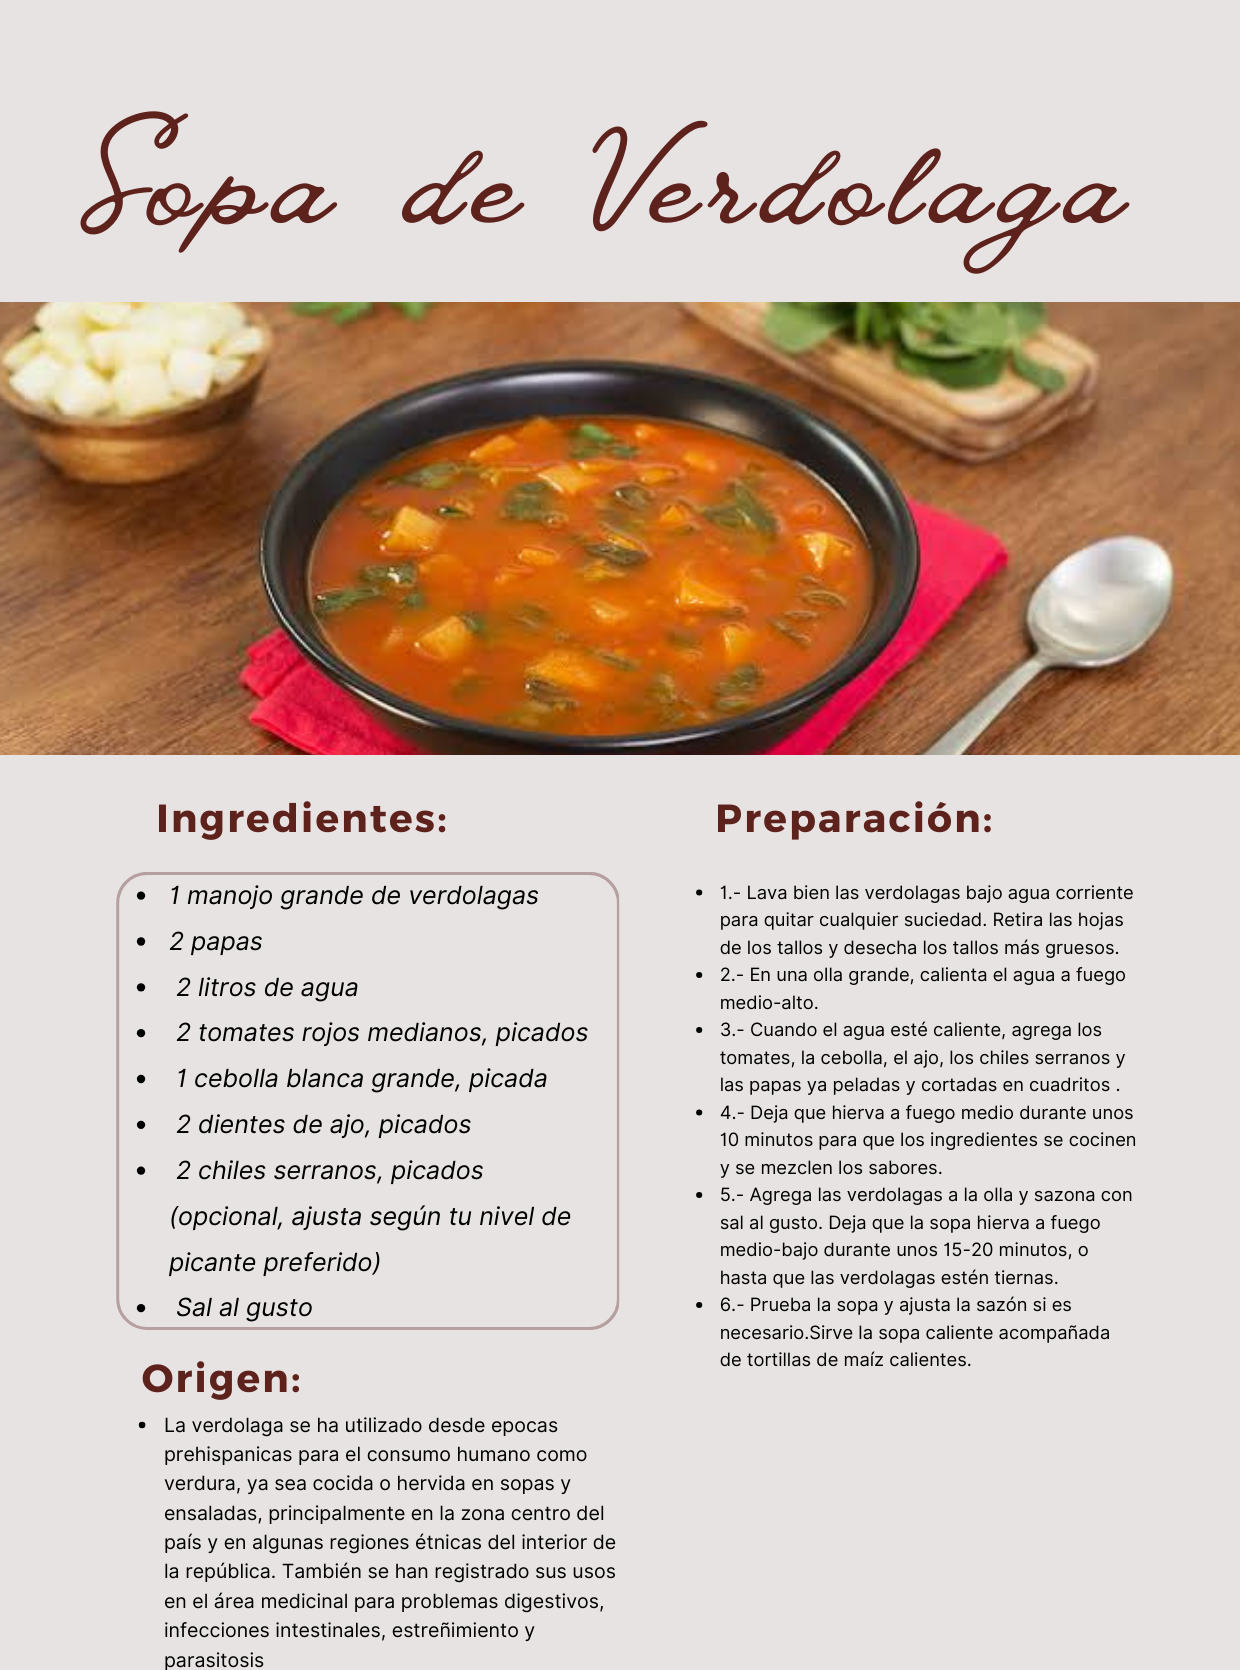 Sopa de Verdolaga
Ingredientes:
• 1 manojo grande de verdolagas
• 2 papas
• 2 litros de agua
• 2 tomates rojos medianos, picados
• 1 cebolla blanca grande, picada
• 2 dientes de ajo, picados
• 2 chiles serranos, picados
(opcional, ajusta según tu nivel de
picante preferido)
• Sal al gusto
Origen:
• La verdolaga se ha utilizado desde epocas
prehispanicas para el consumo humano como
verdura, ya sea cocida o hervida en sopas y
ensaladas, principalmente en la zona centro del
país y en algunas regiones étnicas del interior de
la república. También se han registrado sus usos
en el área medicinal para problemas digestivos,
infecciones intestinales, estreñimiento y
parasitosis
Preparación:
• 1.- Lava bien las verdolagas bajo agua corriente
para quitar cualquier suciedad. Retira las hojas
de los tallos y desecha los tallos más gruesos.
• 2.- En una olla grande, calienta el agua a fuego
medio-alto.
• 3.- Cuando el agua esté caliente, agrega los
tomates, la cebolla, el ajo, los chiles serranos y
las papas ya peladas y cortadas en cuadritos .
• 4.- Deja que hierva a fuego medio durante unos
10 minutos para que los ingredientes se cocinen
y se mezclen los sabores.
• 5.- Agrega las verdolagas a la olla y sazona con
sal al gusto. Deja que la sopa hierva a fuego
medio-bajo durante unos 15-20 minutos, o
hasta que las verdolagas estén tiernas.
• 6.- Prueba la sopa y ajusta la sazón si es
necesario.Sirve la sopa caliente acompañada
de tortillas de maíz calientes.